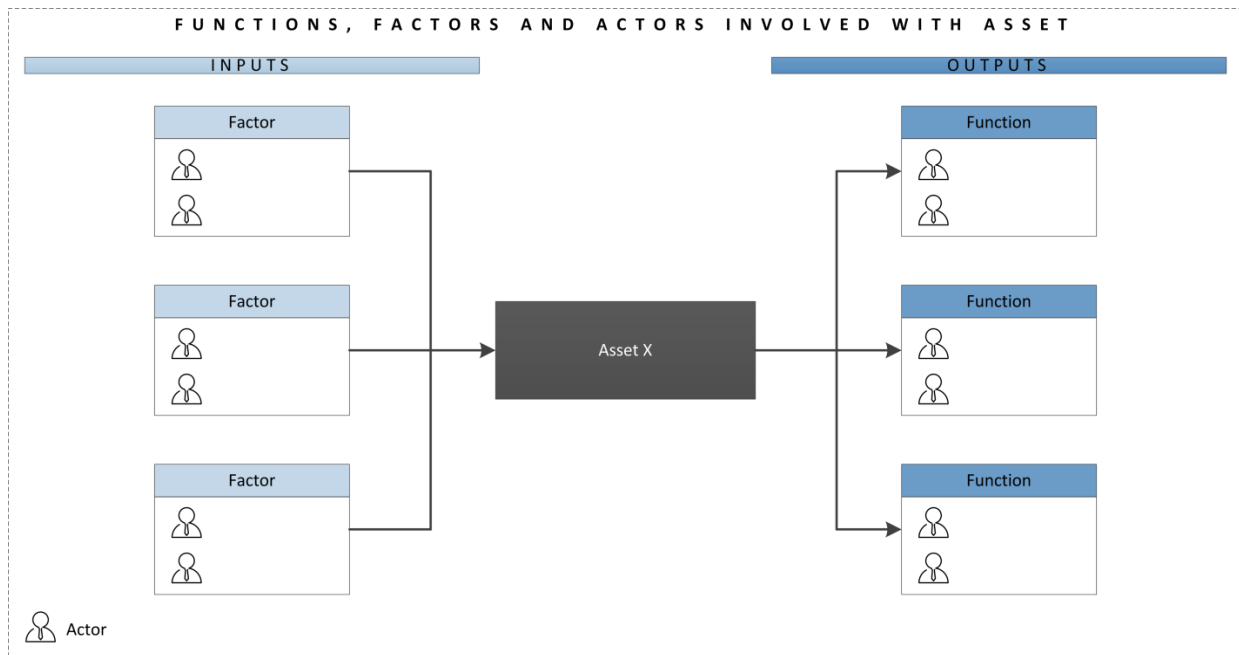 FUNCTIONS, FACTORS AND ACTORS INVOLVED WITH ASSET
INPUTS
OUTPUTS
Factor
Function
Factor
Asset X
Function
Factor
Function
Actor